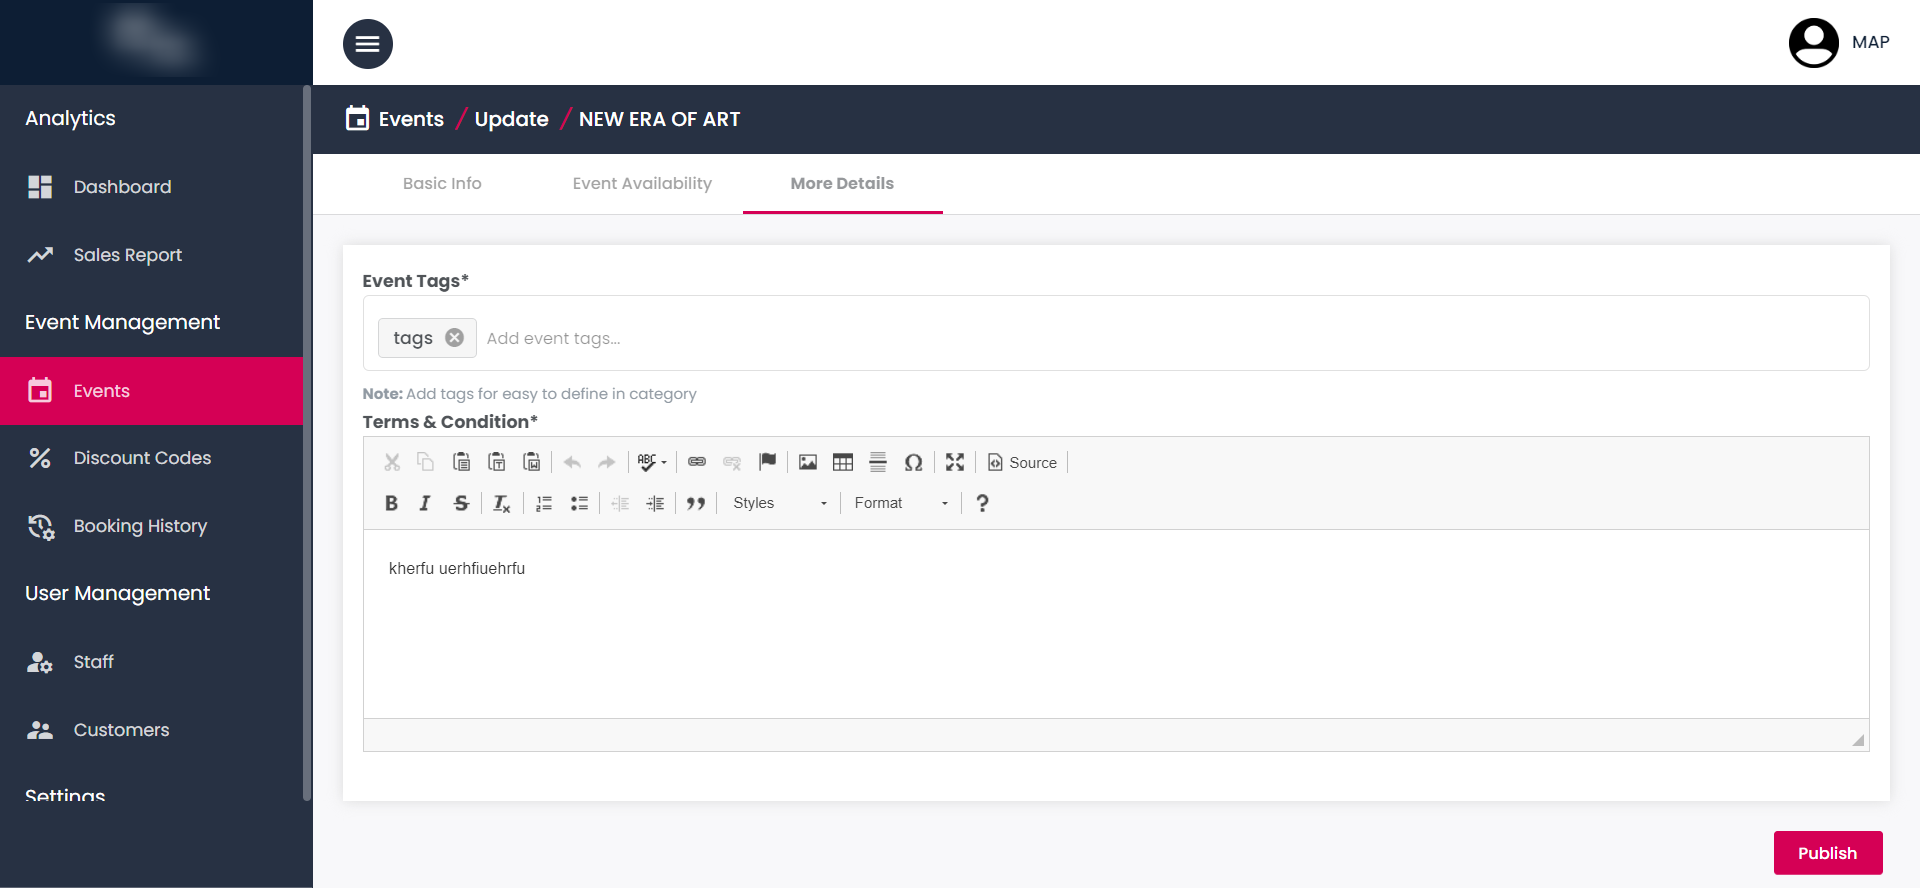 MAP
Analytics
Dashboard
Sales Report
Event Management
Events
Discount Codes
Booking History
User Management
Staff
Customers
Settings
Events / Update / NEW ERA OF ART
Basic Info Event Availability More Details
Event Tags*
tags Add event tags...
Note: Add tags for easy to define in category
Terms & Condition*
ABC Source
B I S Tx Styles Format ?
kherfu uerhfiuehrfu
Publish